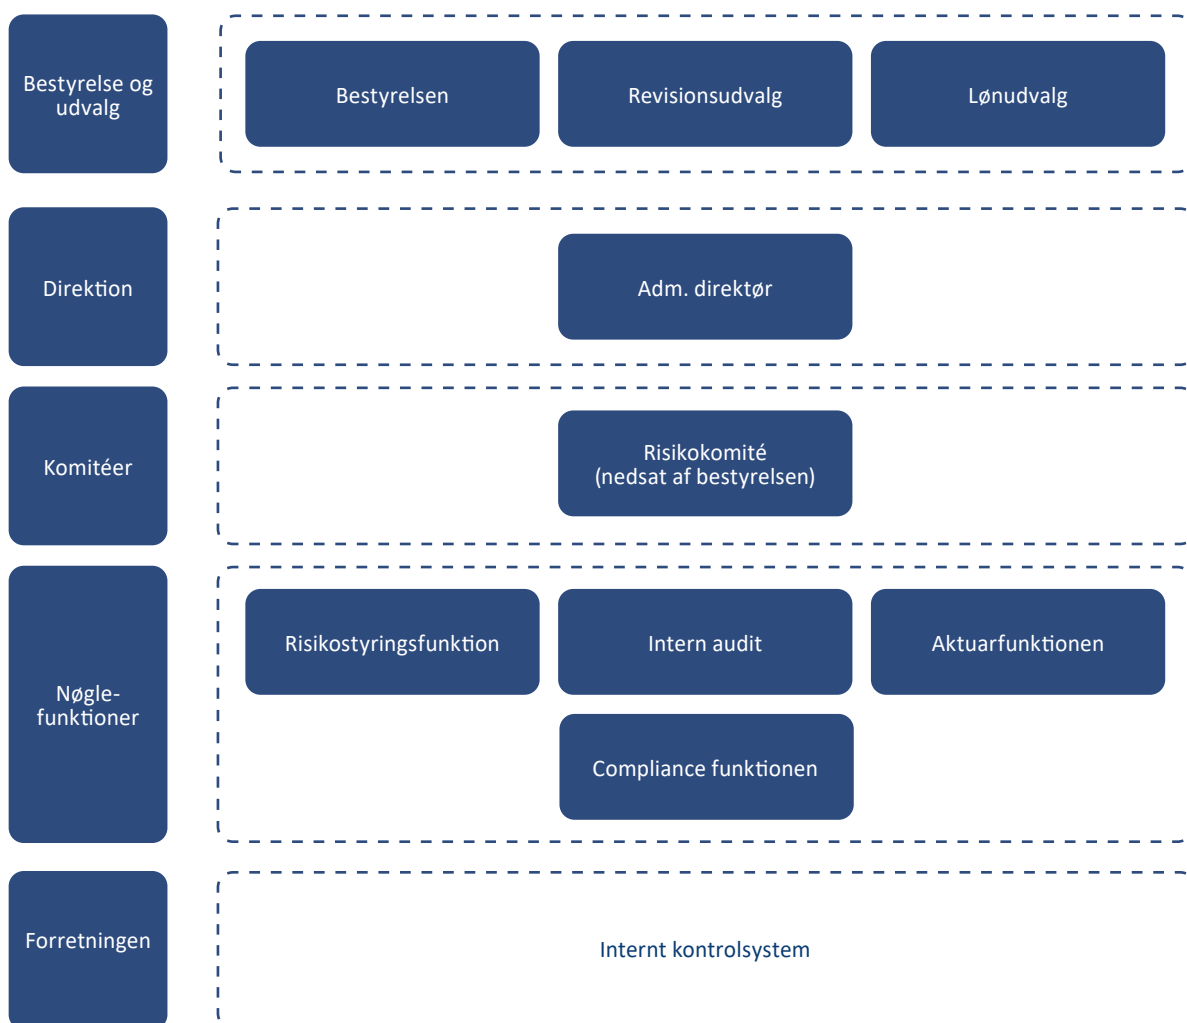 Bestyrelse og
udvalg
Bestyrelsen
Revisionsudvalg
Lønudvalg
Direktion
Adm. direktør
Komitéer
Risikokomité
(nedsat af bestyrelsen)
Nøgle-
funktioner
Risikostyringsfunktion
Intern audit
Aktuarfunktionen
Compliance funktionen
Forretningen
Internt kontrolsystem